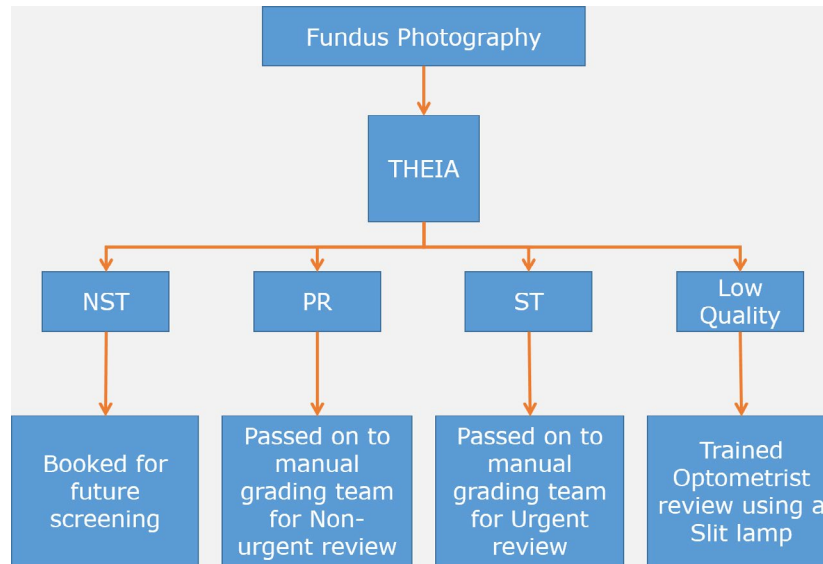 Fundus Photography
THEIA
NST
PR
ST
Low
Quality
Booked for
future
screening
Passed on to
manual
grading team
for Non-
urgent review
Passed on to
manual
grading team
for Urgent
review
Trained
Optometrist
review using a
Slit lamp